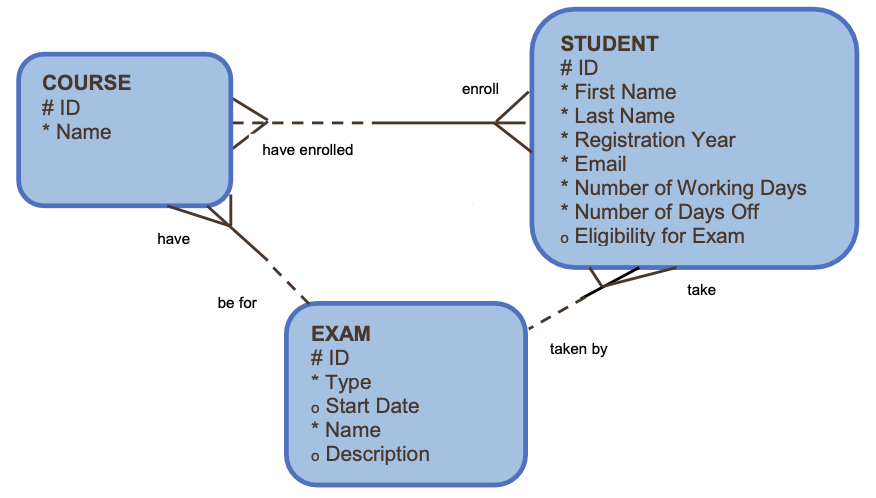 COURSE
# ID
* Name
have enrolled
enroll
STUDENT
# ID
* First Name
* Last Name
* Registration Year
* Email
* Number of Working Days
* Number of Days Off
o Eligibility for Exam
have
be for
take
taken by
EXAM
# ID
* Type
o Start Date
* Name
o Description